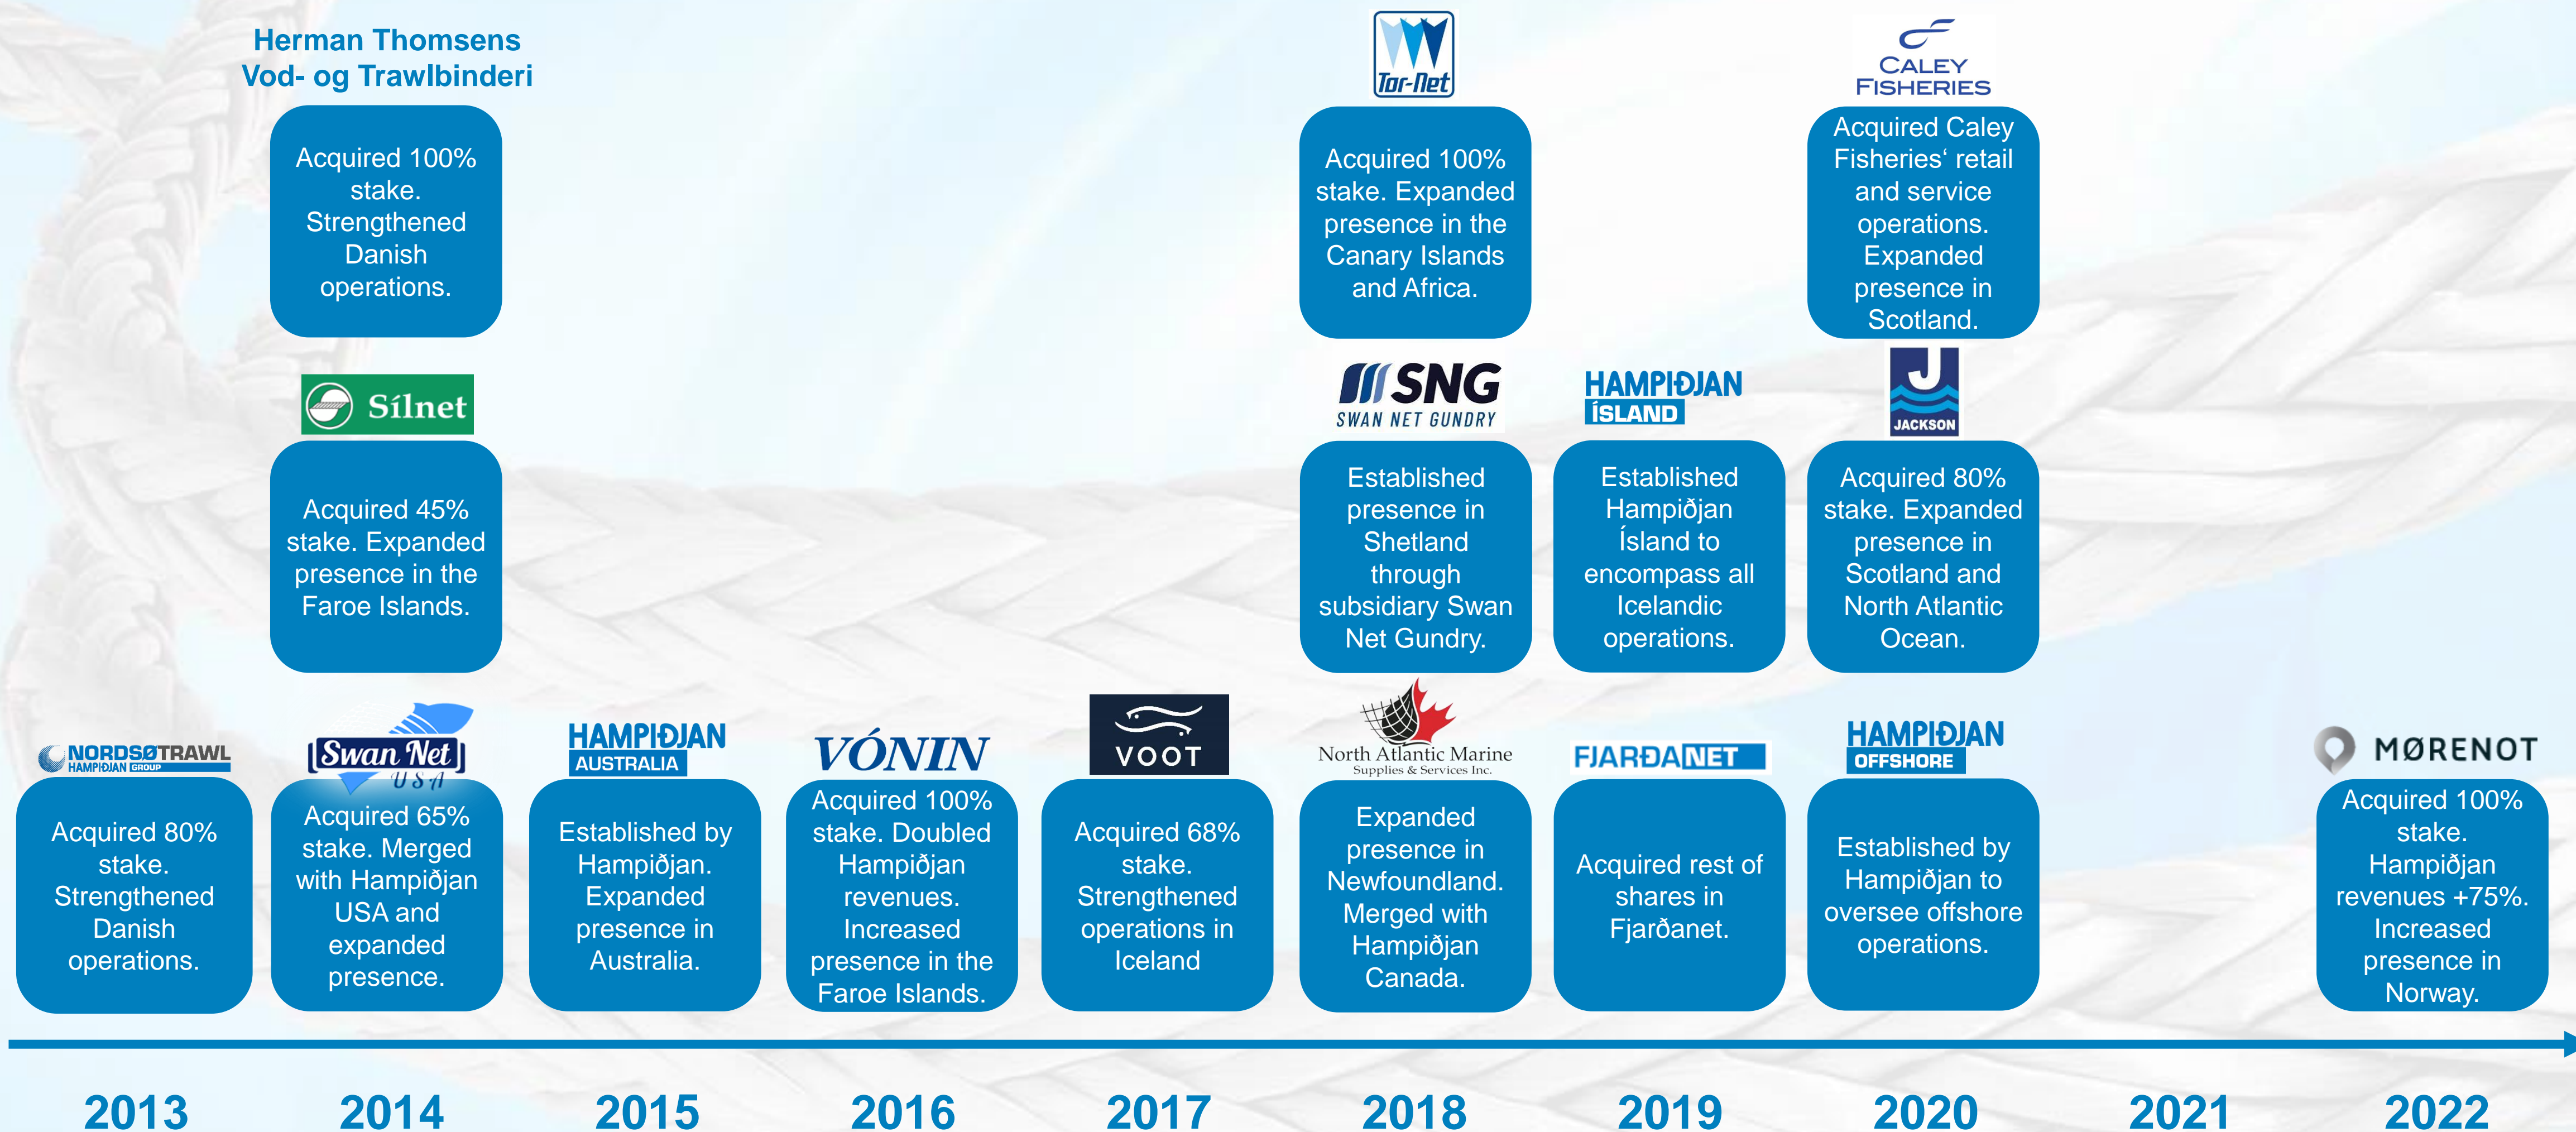 Herman Thomsens
Vod- og Trawlbinderi
Acquired 100%
stake.
Strengthened
Danish
operations.
Tor-Net
Acquired 100%
stake. Expanded
presence in the
Canary Islands
and Africa.
CALEY
FISHERIES
Acquired Caley
Fisheries‘ retail
and service
operations.
Expanded
presence in
Scotland.
Sílnet
Acquired 45%
stake. Expanded
presence in the
Faroe Islands.
SNG
SWAN NET GUNDRY
Established
presence in
Shetland
through
subsidiary Swan
Net Gundry.
HAMPIÐJAN
ÍSLAND
Established
Hampiðjan
Ísland to
encompass all
Icelandic
operations.
J
JACKSON
Acquired 80%
stake. Expanded
presence in
Scotland and
North Atlantic
Ocean.
NORDSØTRAWL
HAMPIÐJAN GROUP
Acquired 80%
stake.
Strengthened
Danish
operations.
Swan Net
USA
Acquired 65%
stake. Merged
with Hampiðjan
USA and
expanded
presence.
HAMPIÐJAN
AUSTRALIA
Established by
Hampiðjan.
Expanded
presence in
Australia.
VÓNIN
Acquired 100%
stake. Doubled
Hampiðjan
revenues.
Increased
presence in the
Faroe Islands.
VOOT
Acquired 68%
stake.
Strengthened
operations in
Iceland
North Atlantic Marine
Supplies & Services Inc.
Expanded
presence in
Newfoundland.
Merged with
Hampiðjan
Canada.
FJARÐANET
Acquired rest of
shares in
Fjarðanet.
HAMPIÐJAN
OFFSHORE
Established by
Hampiðjan to
oversee offshore
operations.
MØRENOT
Acquired 100%
stake.
Hampiðjan
revenues +75%.
Increased
presence in
Norway.
2013 2014 2015 2016 2017 2018 2019 2020 2021 2022